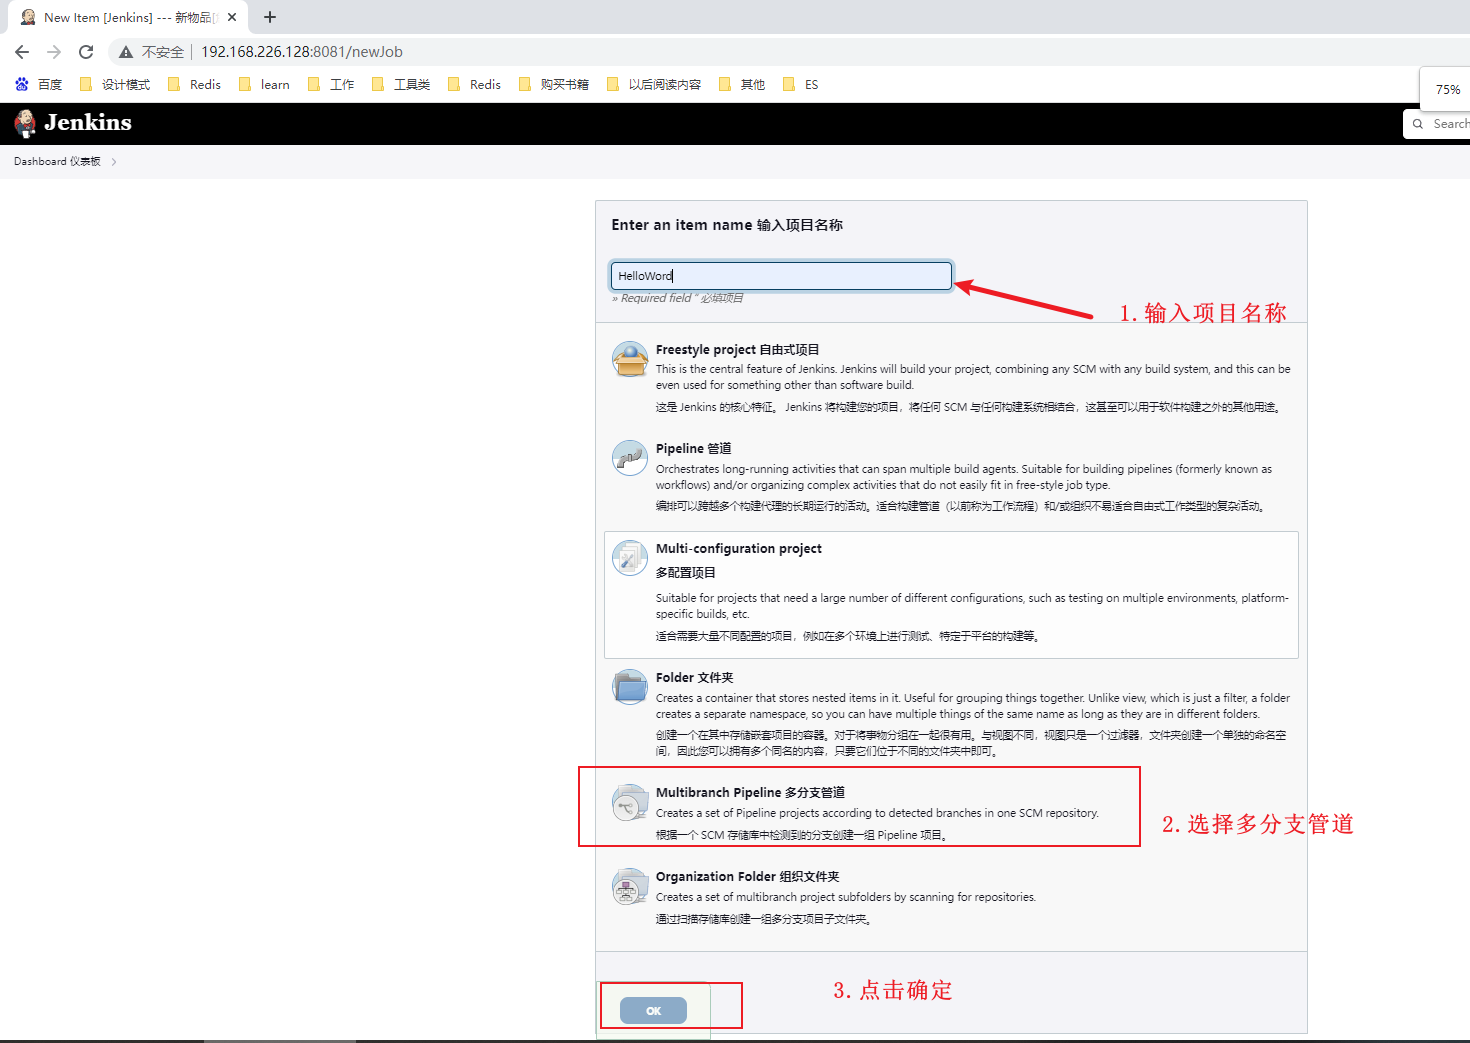 New Item [Jenkins] --- 新物品[
不安全 192.168.226.128:8081/newJob
百度 设计模式 Redis learn 工作 工具类 Redis 购买书籍 以后阅读内容 其他 ES
75%
Jenkins
Search
Dashboard 仪表板
Enter an item name 输入项目名称
HelloWord
» Required field “ 必填项目
1.输入项目名称
Freestyle project 自由式项目
This is the central feature of Jenkins. Jenkins will build your project, combining any SCM with any build system, and this can be
even used for something other than software build.
这是 Jenkins 的核心特征。 Jenkins 将构建您的项目，将任何 SCM 与任何构建系统相结合，这甚至可以用于软件构建之外的其他用途。
Pipeline 管道
Orchestrates long-running activities that can span multiple build agents. Suitable for building pipelines (formerly known as
workflows) and/or organizing complex activities that do not easily fit in free-style job type.
编排可以跨越多个构建代理的长期运行的活动。适合构建管道（以前称为工作流程）和/或组织不易适合自由式工作类型的复杂活动。
Multi-configuration project
多配置项目
Suitable for projects that need a large number of different configurations, such as testing on multiple environments, platform-
specific builds, etc.
适合需要大量不同配置的项目，例如在多个环境上进行测试、特定于平台的构建等。
Folder 文件夹
Creates a container that stores nested items in it. Useful for grouping things together. Unlike view, which is just a filter, a folder
creates a separate namespace, so you can have multiple things of the same name as long as they are in different folders.
创建一个在其中存储嵌套项目的容器。对于将事物分组在一起很有用。与视图不同，视图只是一个过滤器，文件夹创建一个单独的命名空
间，因此您可以拥有多个同名的内容，只要它们位于不同的文件夹中即可。
Multibranch Pipeline 多分支管道
Creates a set of Pipeline projects according to detected branches in one SCM repository.
根据一个 SCM 存储库中检测到的分支创建一组 Pipeline 项目。
2.选择多分支管道
Organization Folder 组织文件夹
Creates a set of multibranch project subfolders by scanning for repositories.
通过扫描存储库创建一组多分支项目子文件夹。
3.点击确定
OK